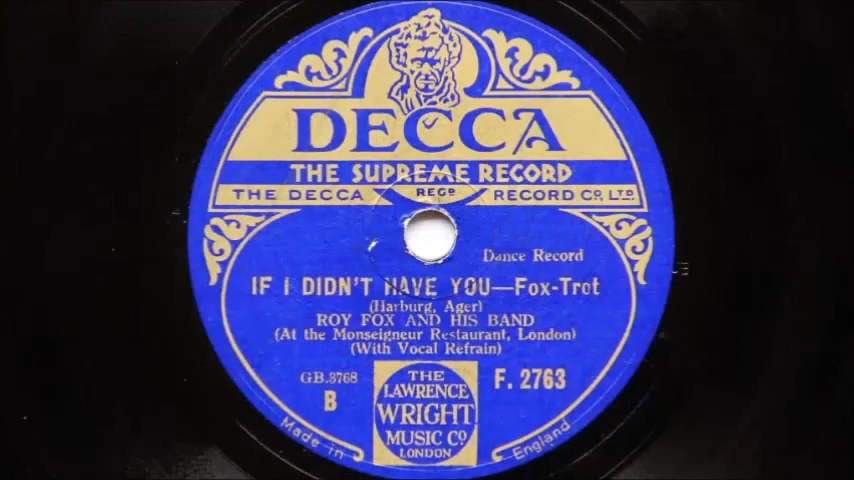 DECCA
THE SUPREME RECORD
THE DECCA REGD RECORD CO, LTD
Dance Record
IF I DIDN'T HAVE YOU—Fox-Trot
(Harburg, Ager)
ROY FOX AND HIS BAND
(At the Monseigneur Restaurant, London)
(With Vocal Refrain)
GB.3768
B
THE
LAWRENCE
WRIGHT
MUSIC CO
LONDON
F. 2763
Made in England